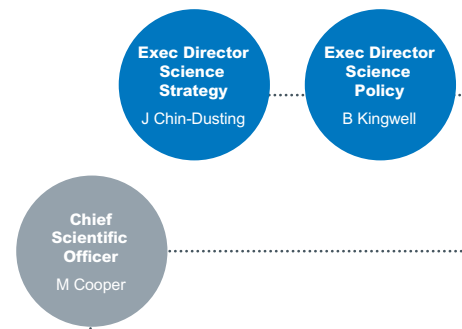 Exec Director
Science
Strategy
J Chin-Dusting
Exec Director
Science
Policy
B Kingwell
Chief
Scientific
Officer
M Cooper